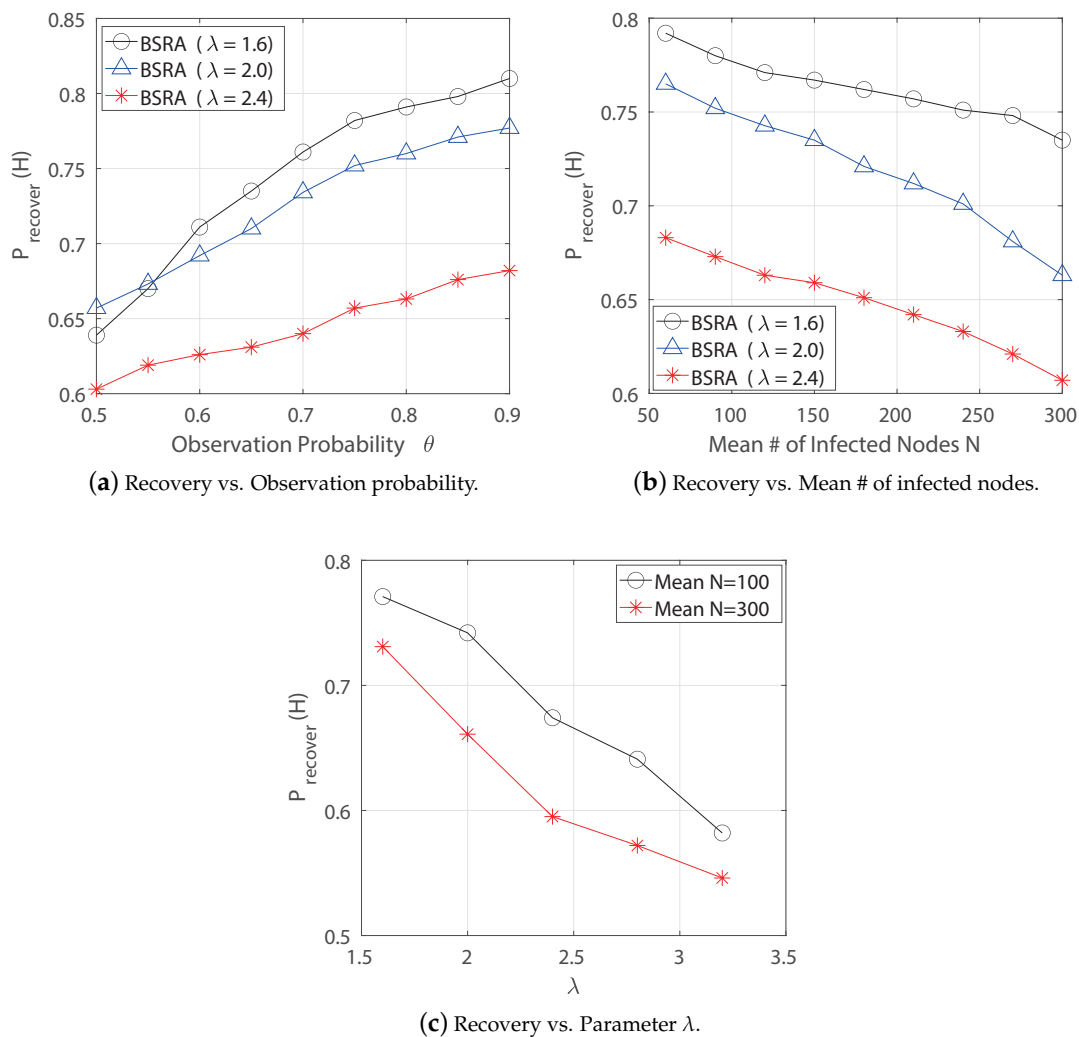 0.85
0.8
0.75
0.7
0.65
0.6
P recover (H)
BSRA ( λ = 1.6)
BSRA ( λ = 2.0)
BSRA ( λ = 2.4)
0.5 0.6 0.7 0.8 0.9
Observation Probability θ
(a) Recovery vs. Observation probability.
0.8
0.75
0.7
0.65
0.6
P recover (H)
BSRA ( λ = 1.6)
BSRA ( λ = 2.0)
BSRA ( λ = 2.4)
50 100 150 200 250 300
Mean # of Infected Nodes N
(b) Recovery vs. Mean # of infected nodes.
0.8
0.7
0.6
0.5
P recover (H)
Mean N=100
Mean N=300
1.5 2 2.5 3 3.5
λ
(c) Recovery vs. Parameter λ.